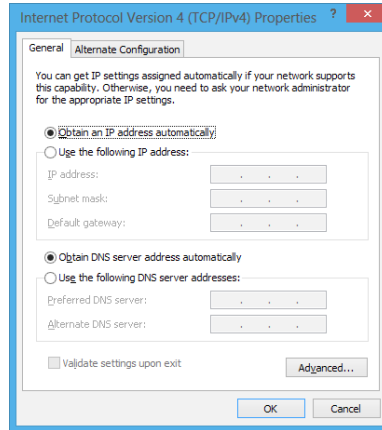 Internet Protocol Version 4 (TCP/IPv4) Properties ? ×
General Alternate Configuration
You can get IP settings assigned automatically if your network supports
this capability. Otherwise, you need to ask your network administrator
for the appropriate IP settings.
Obtain an IP address automatically
Use the following IP address:
IP address: . . .
Subnet mask: . . .
Default gateway: . . .
Obtain DNS server address automatically
Use the following DNS server addresses:
Preferred DNS server: . . .
Alternate DNS server: . . .
Validate settings upon exit
Advanced...
OK Cancel